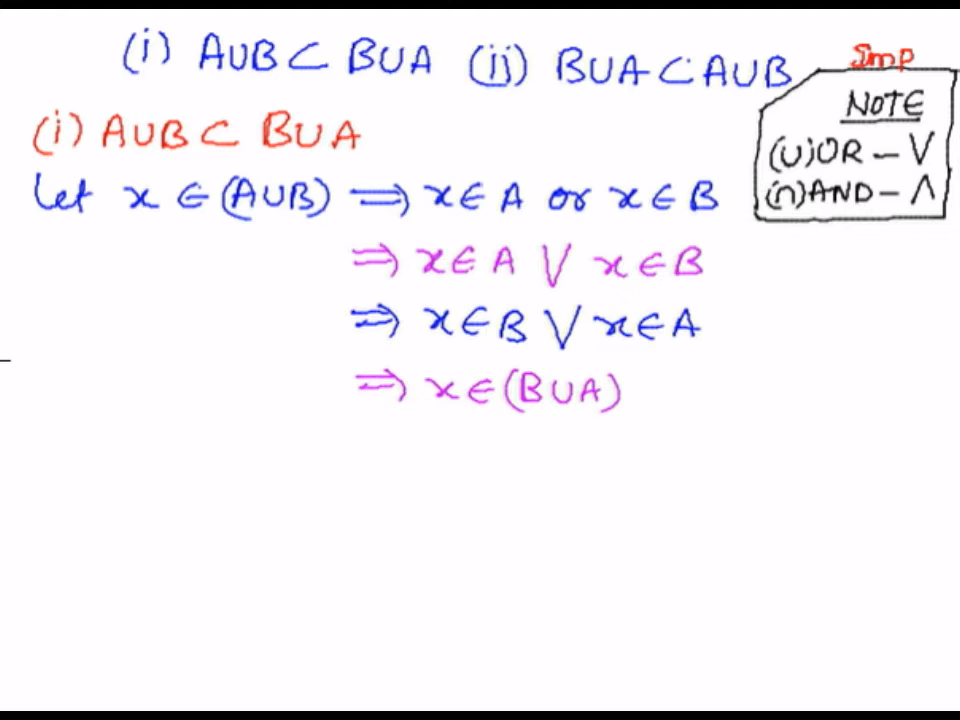 (i) A∪B ⊂ B∪A (ii) B∪A ⊂ A∪B
Imp
NOTE
(∪)OR – ∨
(∩)AND – ∧
(i) A∪B ⊂ B∪A
let x ∈ (A∪B) ⟹ x∈A or x∈B
⟹ x∈A ∨ x∈B
⟹ x∈B ∨ x∈A
⟹ x∈(B∪A)